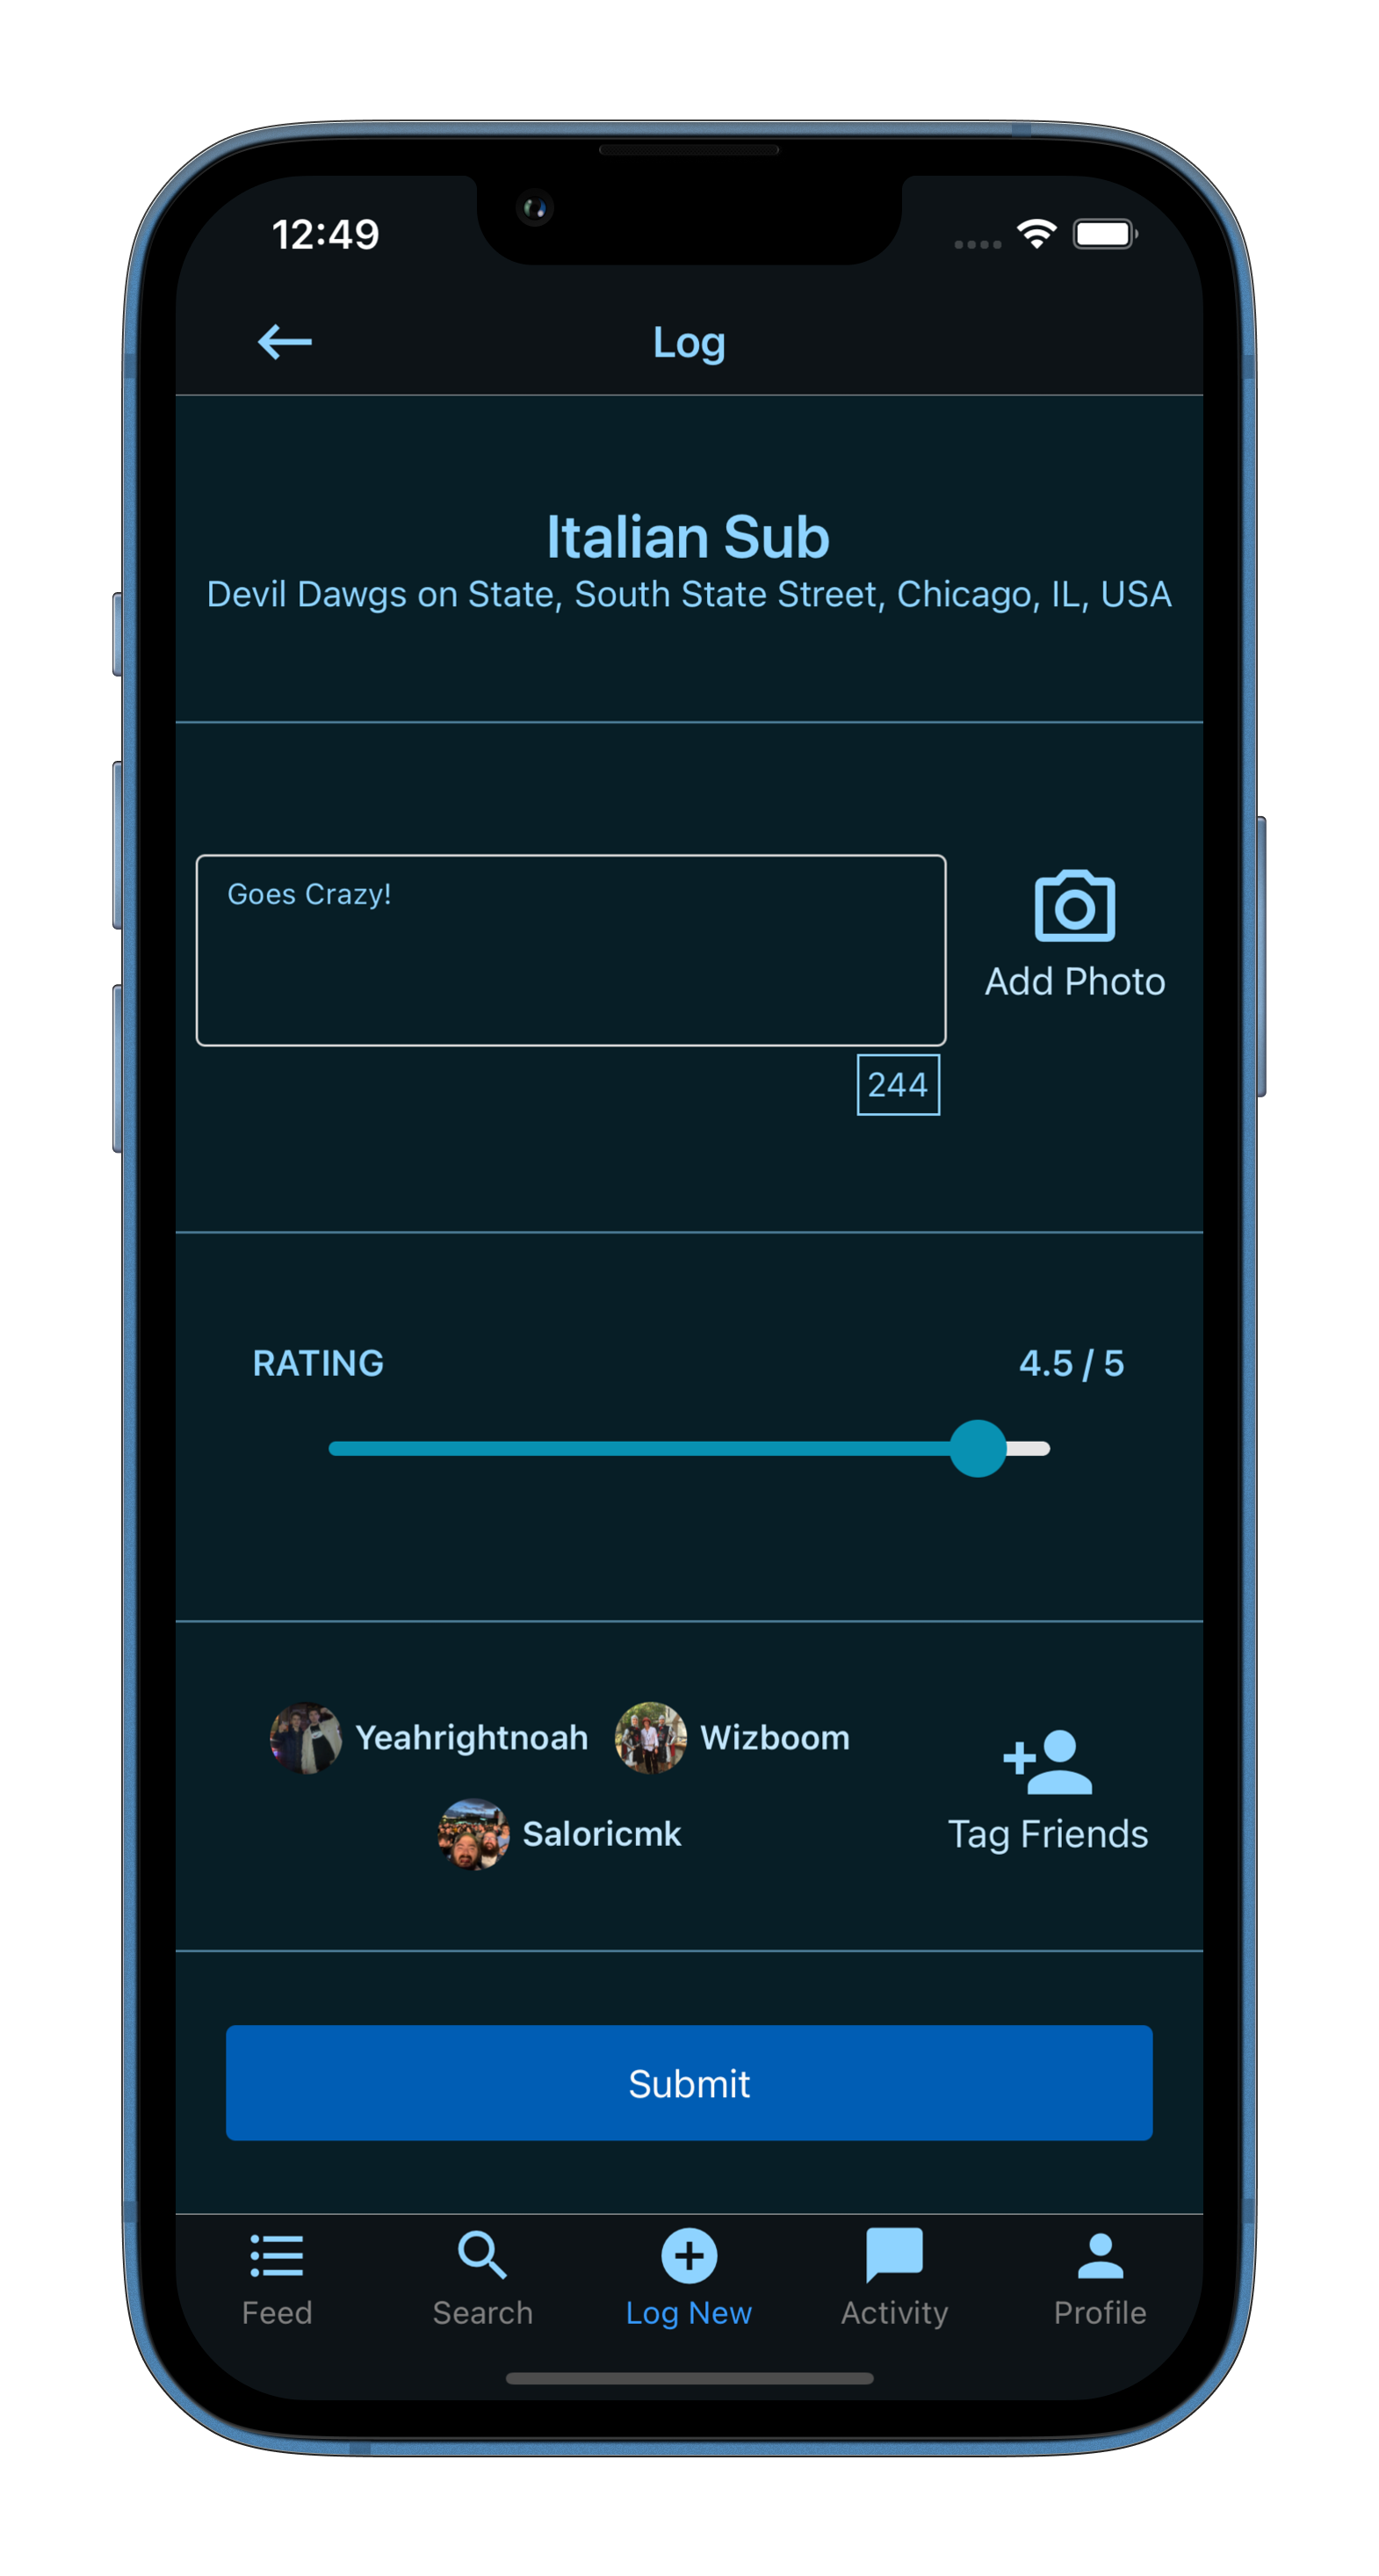 12:49
Log
Italian Sub
Devil Dawgs on State, South State Street, Chicago, IL, USA
Goes Crazy!
Add Photo
244
RATING 4.5 / 5
Yeahrightnoah Wizboom
Saloricmk
Tag Friends
Submit
Feed Search Log New Activity Profile